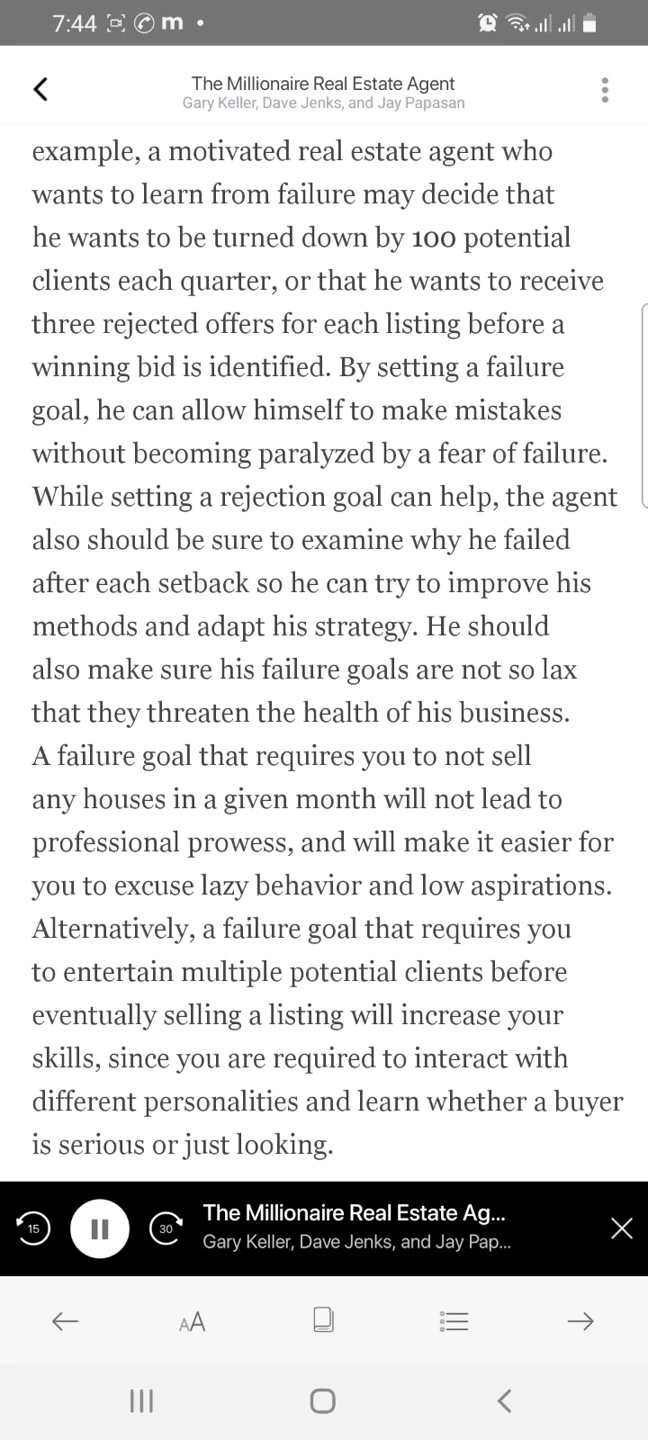 7:44 m
The Millionaire Real Estate Agent
Gary Keller, Dave Jenks, and Jay Papasan
example, a motivated real estate agent who
wants to learn from failure may decide that
he wants to be turned down by 100 potential
clients each quarter, or that he wants to receive
three rejected offers for each listing before a
winning bid is identified. By setting a failure
goal, he can allow himself to make mistakes
without becoming paralyzed by a fear of failure.
While setting a rejection goal can help, the agent
also should be sure to examine why he failed
after each setback so he can try to improve his
methods and adapt his strategy. He should
also make sure his failure goals are not so lax
that they threaten the health of his business.
A failure goal that requires you to not sell
any houses in a given month will not lead to
professional prowess, and will make it easier for
you to excuse lazy behavior and low aspirations.
Alternatively, a failure goal that requires you
to entertain multiple potential clients before
eventually selling a listing will increase your
skills, since you are required to interact with
different personalities and learn whether a buyer
is serious or just looking.
15
30
The Millionaire Real Estate Ag...
Gary Keller, Dave Jenks, and Jay Pap...
AA